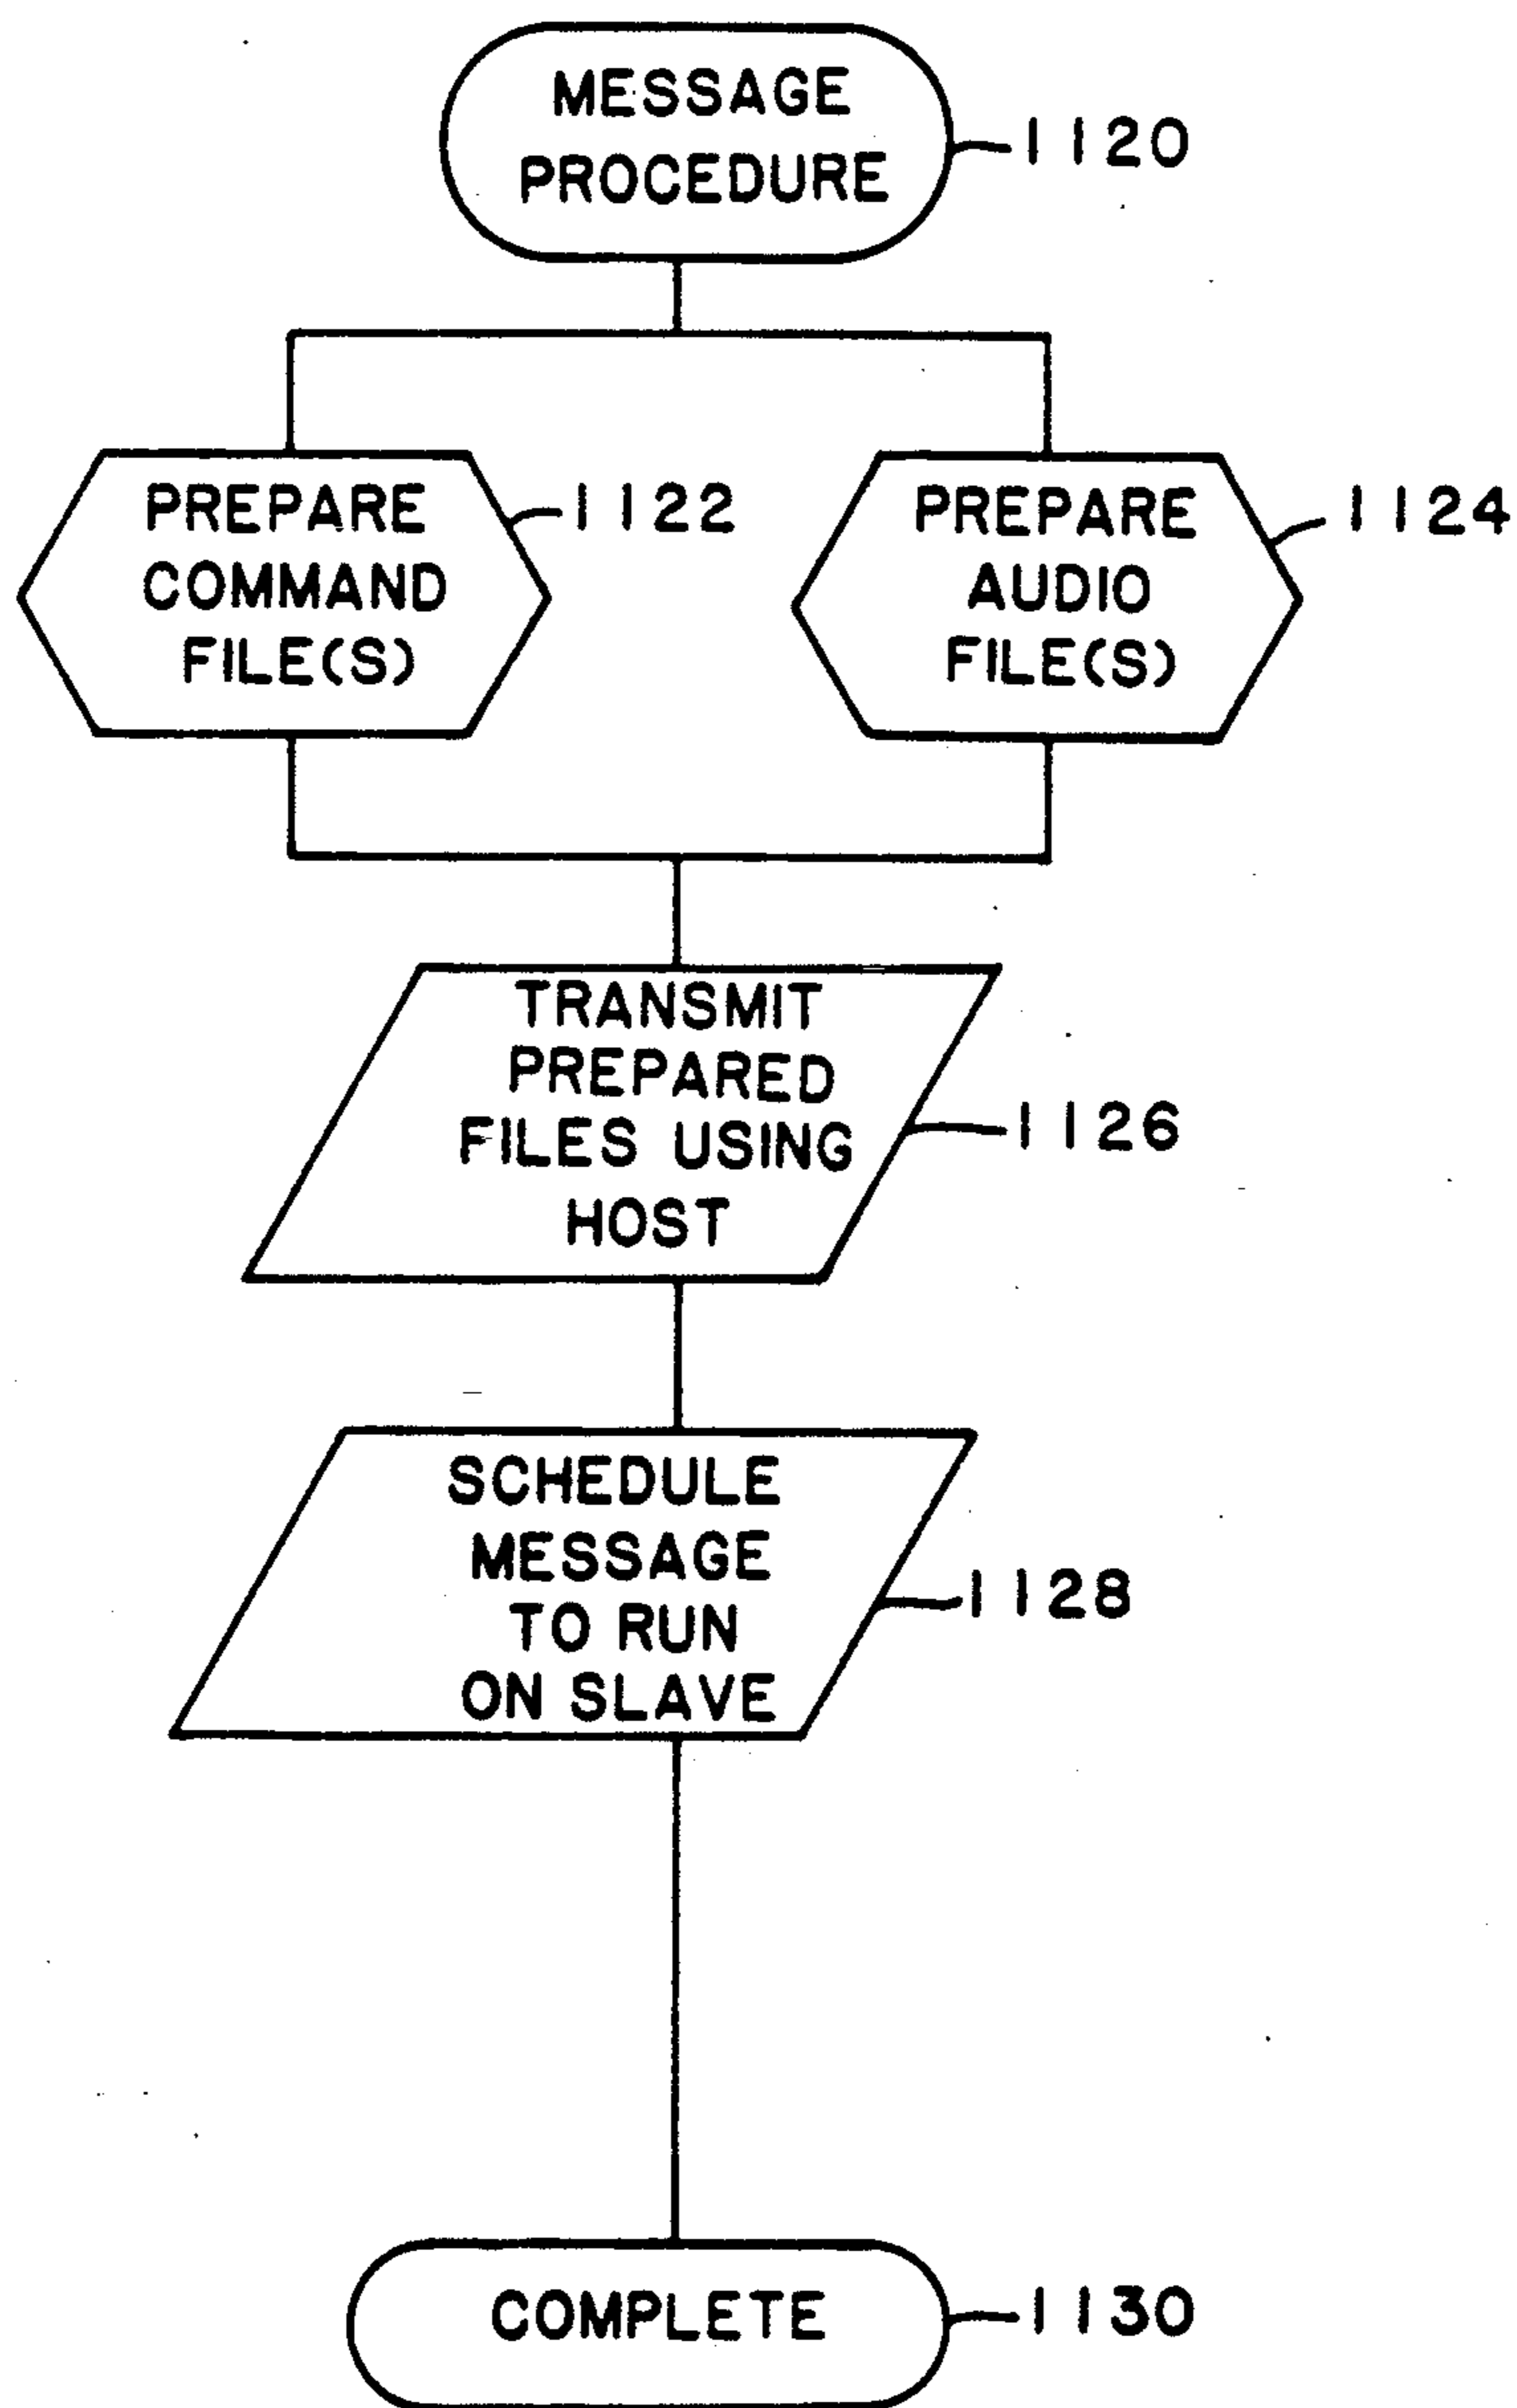 MESSAGE
PROCEDURE
1120
PREPARE
COMMAND
FILE(S)
1122
PREPARE
AUDIO
FILE(S)
1124
TRANSMIT
PREPARED
FILES USING
HOST
1126
SCHEDULE
MESSAGE
TO RUN
ON SLAVE
1128
COMPLETE
1130